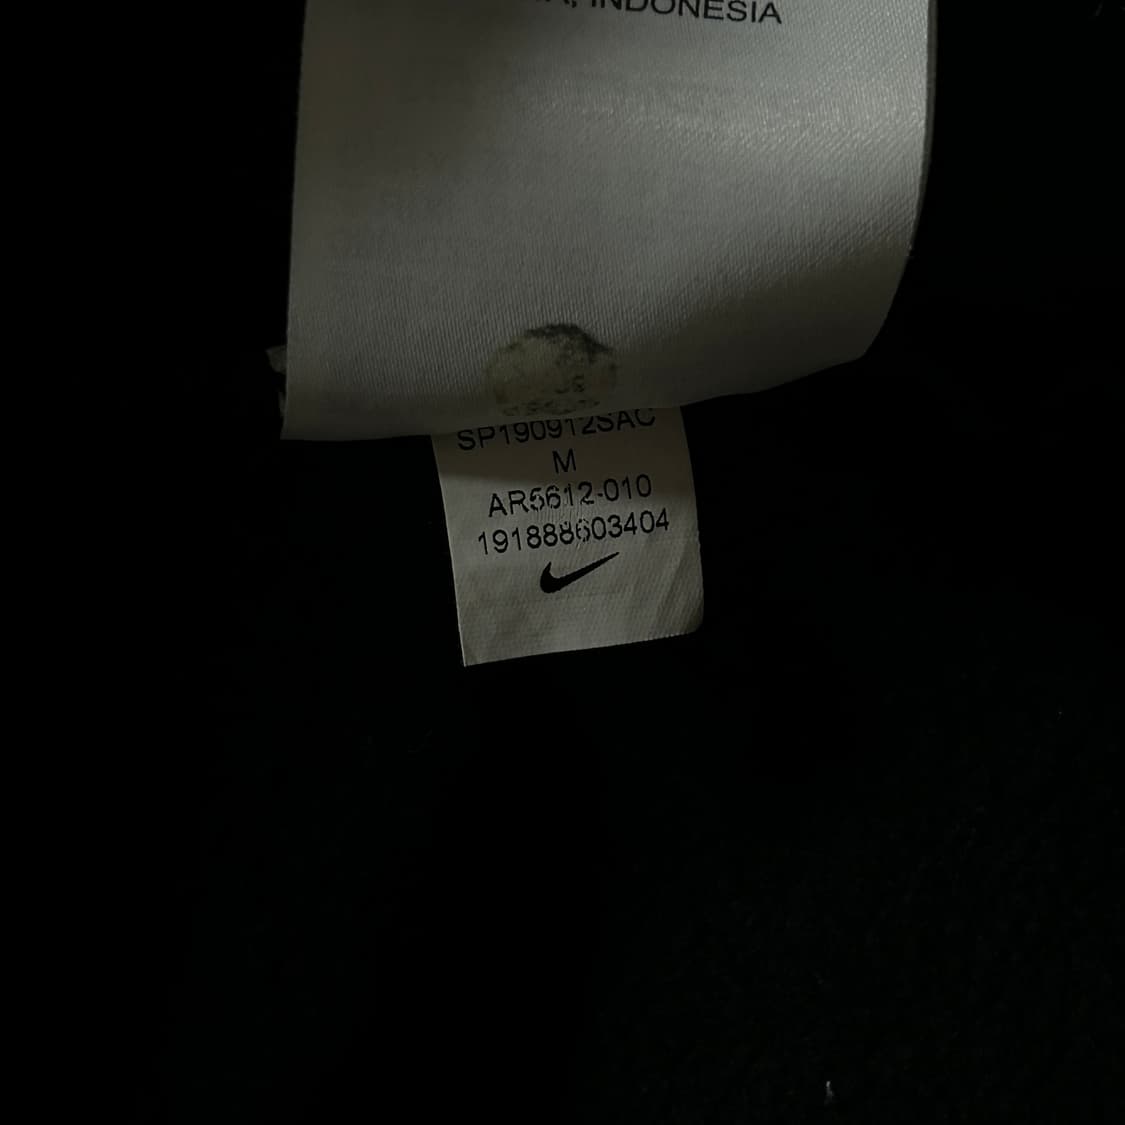 , INDONESIA
SP190912SAC
M
AR5612-010
191888603404